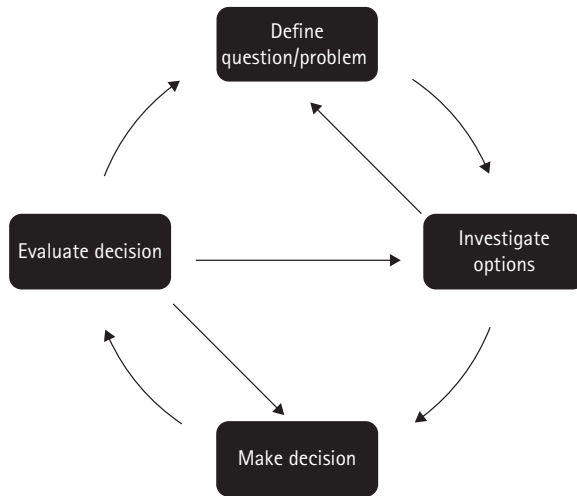 Define
question/problem
Evaluate decision
Investigate
options
Make decision